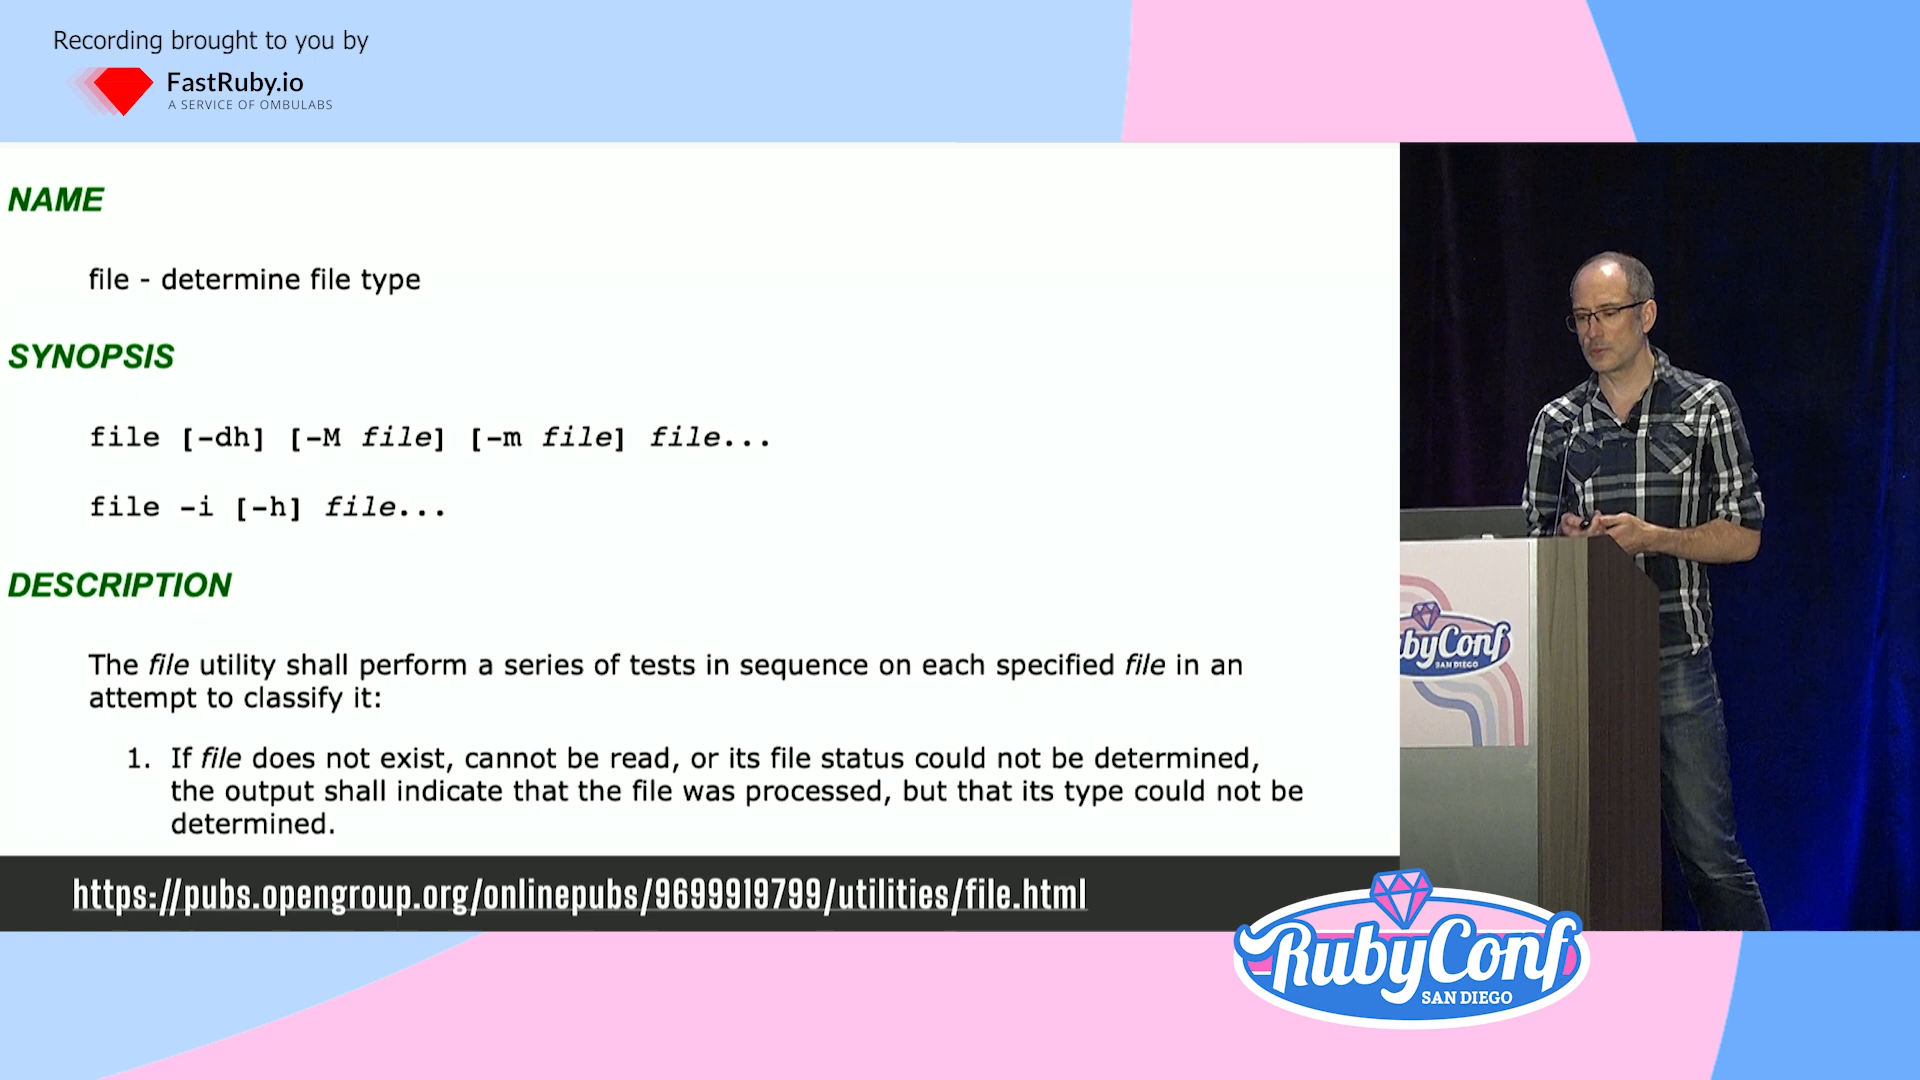 Recording brought to you by
FastRuby.io
A SERVICE OF OMBULABS
NAME
file - determine file type
SYNOPSIS
file [-dh] [-M file] [-m file] file...
file -i [-h] file...
DESCRIPTION
The file utility shall perform a series of tests in sequence on each specified file in an
attempt to classify it:
1. If file does not exist, cannot be read, or its file status could not be determined,
the output shall indicate that the file was processed, but that its type could not be
determined.
https://pubs.opengroup.org/onlinepubs/9699919799/utilities/file.html
byConf
SAN DIEGO
RubyConf
SAN DIEGO